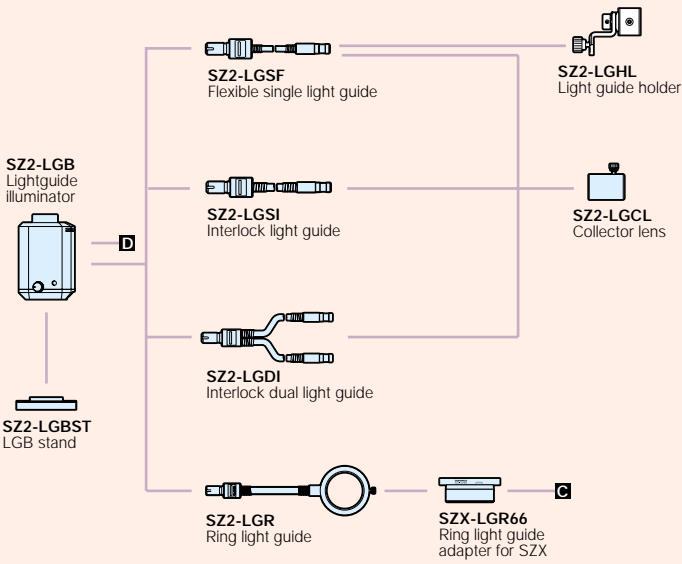 SZ2-LGSF
Flexible single light guide
SZ2-LGHL
Light guide holder
SZ2-LGB
Lightguide
illuminator
D
SZ2-LGSI
Interlock light guide
SZ2-LGCL
Collector lens
SZ2-LGDI
Interlock dual light guide
SZ2-LGBST
LGB stand
SZ2-LGR
Ring light guide
SZX-LGR66
Ring light guide
adapter for SZX
C